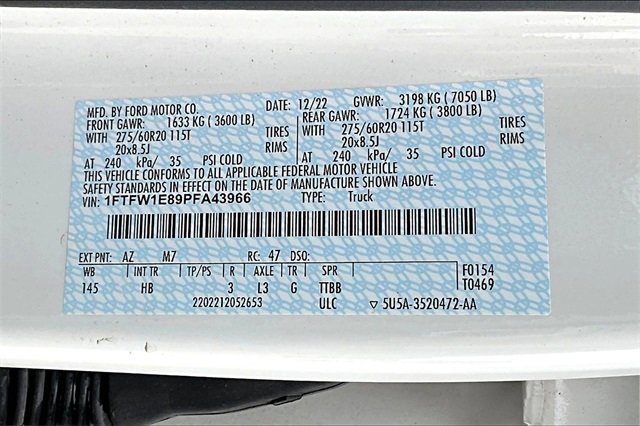 MFD. BY FORD MOTOR CO. DATE: 12/22 GVWR: 3198 KG ( 7050 LB)
FRONT GAWR: 1633 KG ( 3600 LB) REAR GAWR: 1724 KG ( 3800 LB)
WITH 275/60R20 115T TIRES WITH 275/60R20 115T TIRES
20x8.5J RIMS 20x8.5J RIMS
AT 240 kPa/ 35 PSI COLD AT 240 kPa/ 35 PSI COLD
THIS VEHICLE CONFORMS TO ALL APPLICABLE FEDERAL MOTOR VEHICLE
SAFETY STANDARDS IN EFFECT ON THE DATE OF MANUFACTURE SHOWN ABOVE.
VIN: 1FTFW1E89PFA43966 TYPE: Truck
EXT PNT: AZ M7 RC: 47 DSO:
WB INT TR TP/PS R AXLE TR SPR F0154
145 HB 3 L3 G TTBB T0469
2202212052653 ULC 5U5A-3520472-AA